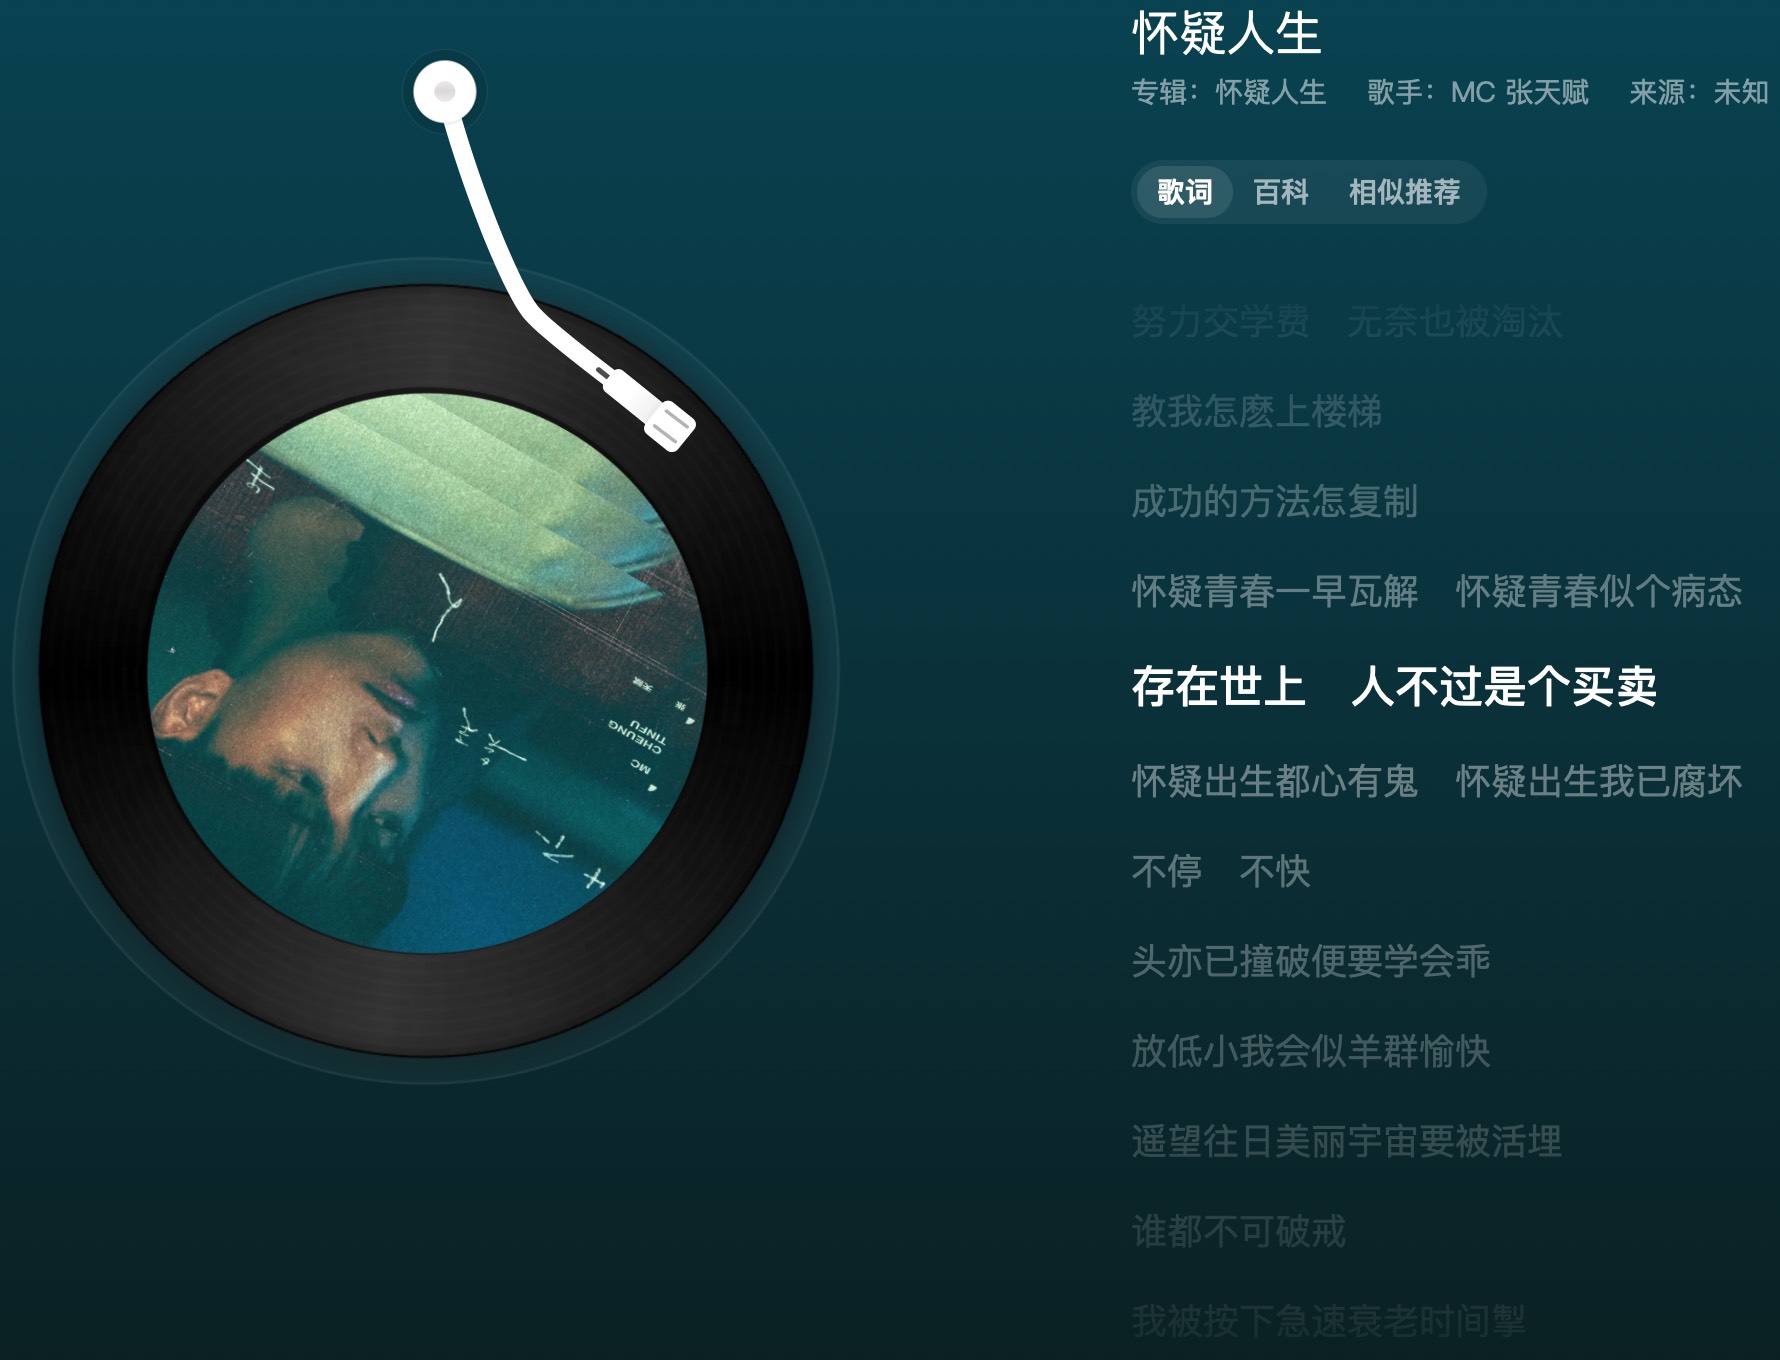 怀疑人生
专辑：怀疑人生 歌手：MC 张天赋 来源：未知
歌词 百科 相似推荐
努力交学费 无奈也被淘汰
教我怎麽上楼梯
成功的方法怎复制
怀疑青春一早瓦解 怀疑青春似个病态
存在世上 人不过是个买卖
怀疑出生都心有鬼 怀疑出生我已腐坏
不停 不快
头亦已撞破便要学会乖
放低小我会似羊群愉快
遥望往日美丽宇宙要被活埋
谁都不可破戒
我被按下急速衰老时间掣
张天赋
MC
CHEUNG
TINFU